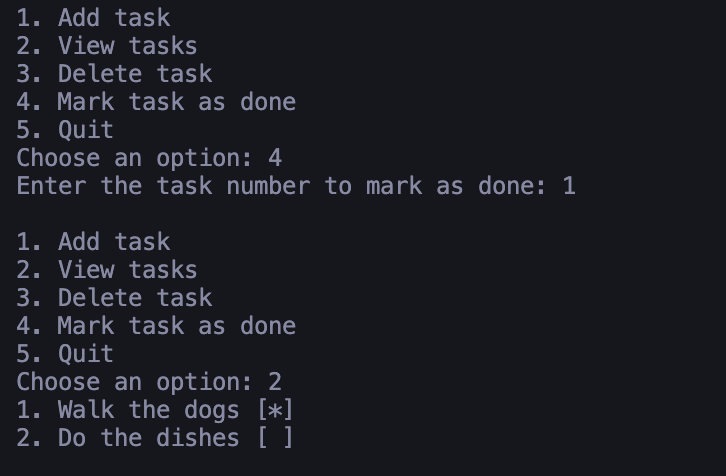 1. Add task
2. View tasks
3. Delete task
4. Mark task as done
5. Quit
Choose an option: 4
Enter the task number to mark as done: 1

1. Add task
2. View tasks
3. Delete task
4. Mark task as done
5. Quit
Choose an option: 2
1. Walk the dogs [*]
2. Do the dishes [ ]